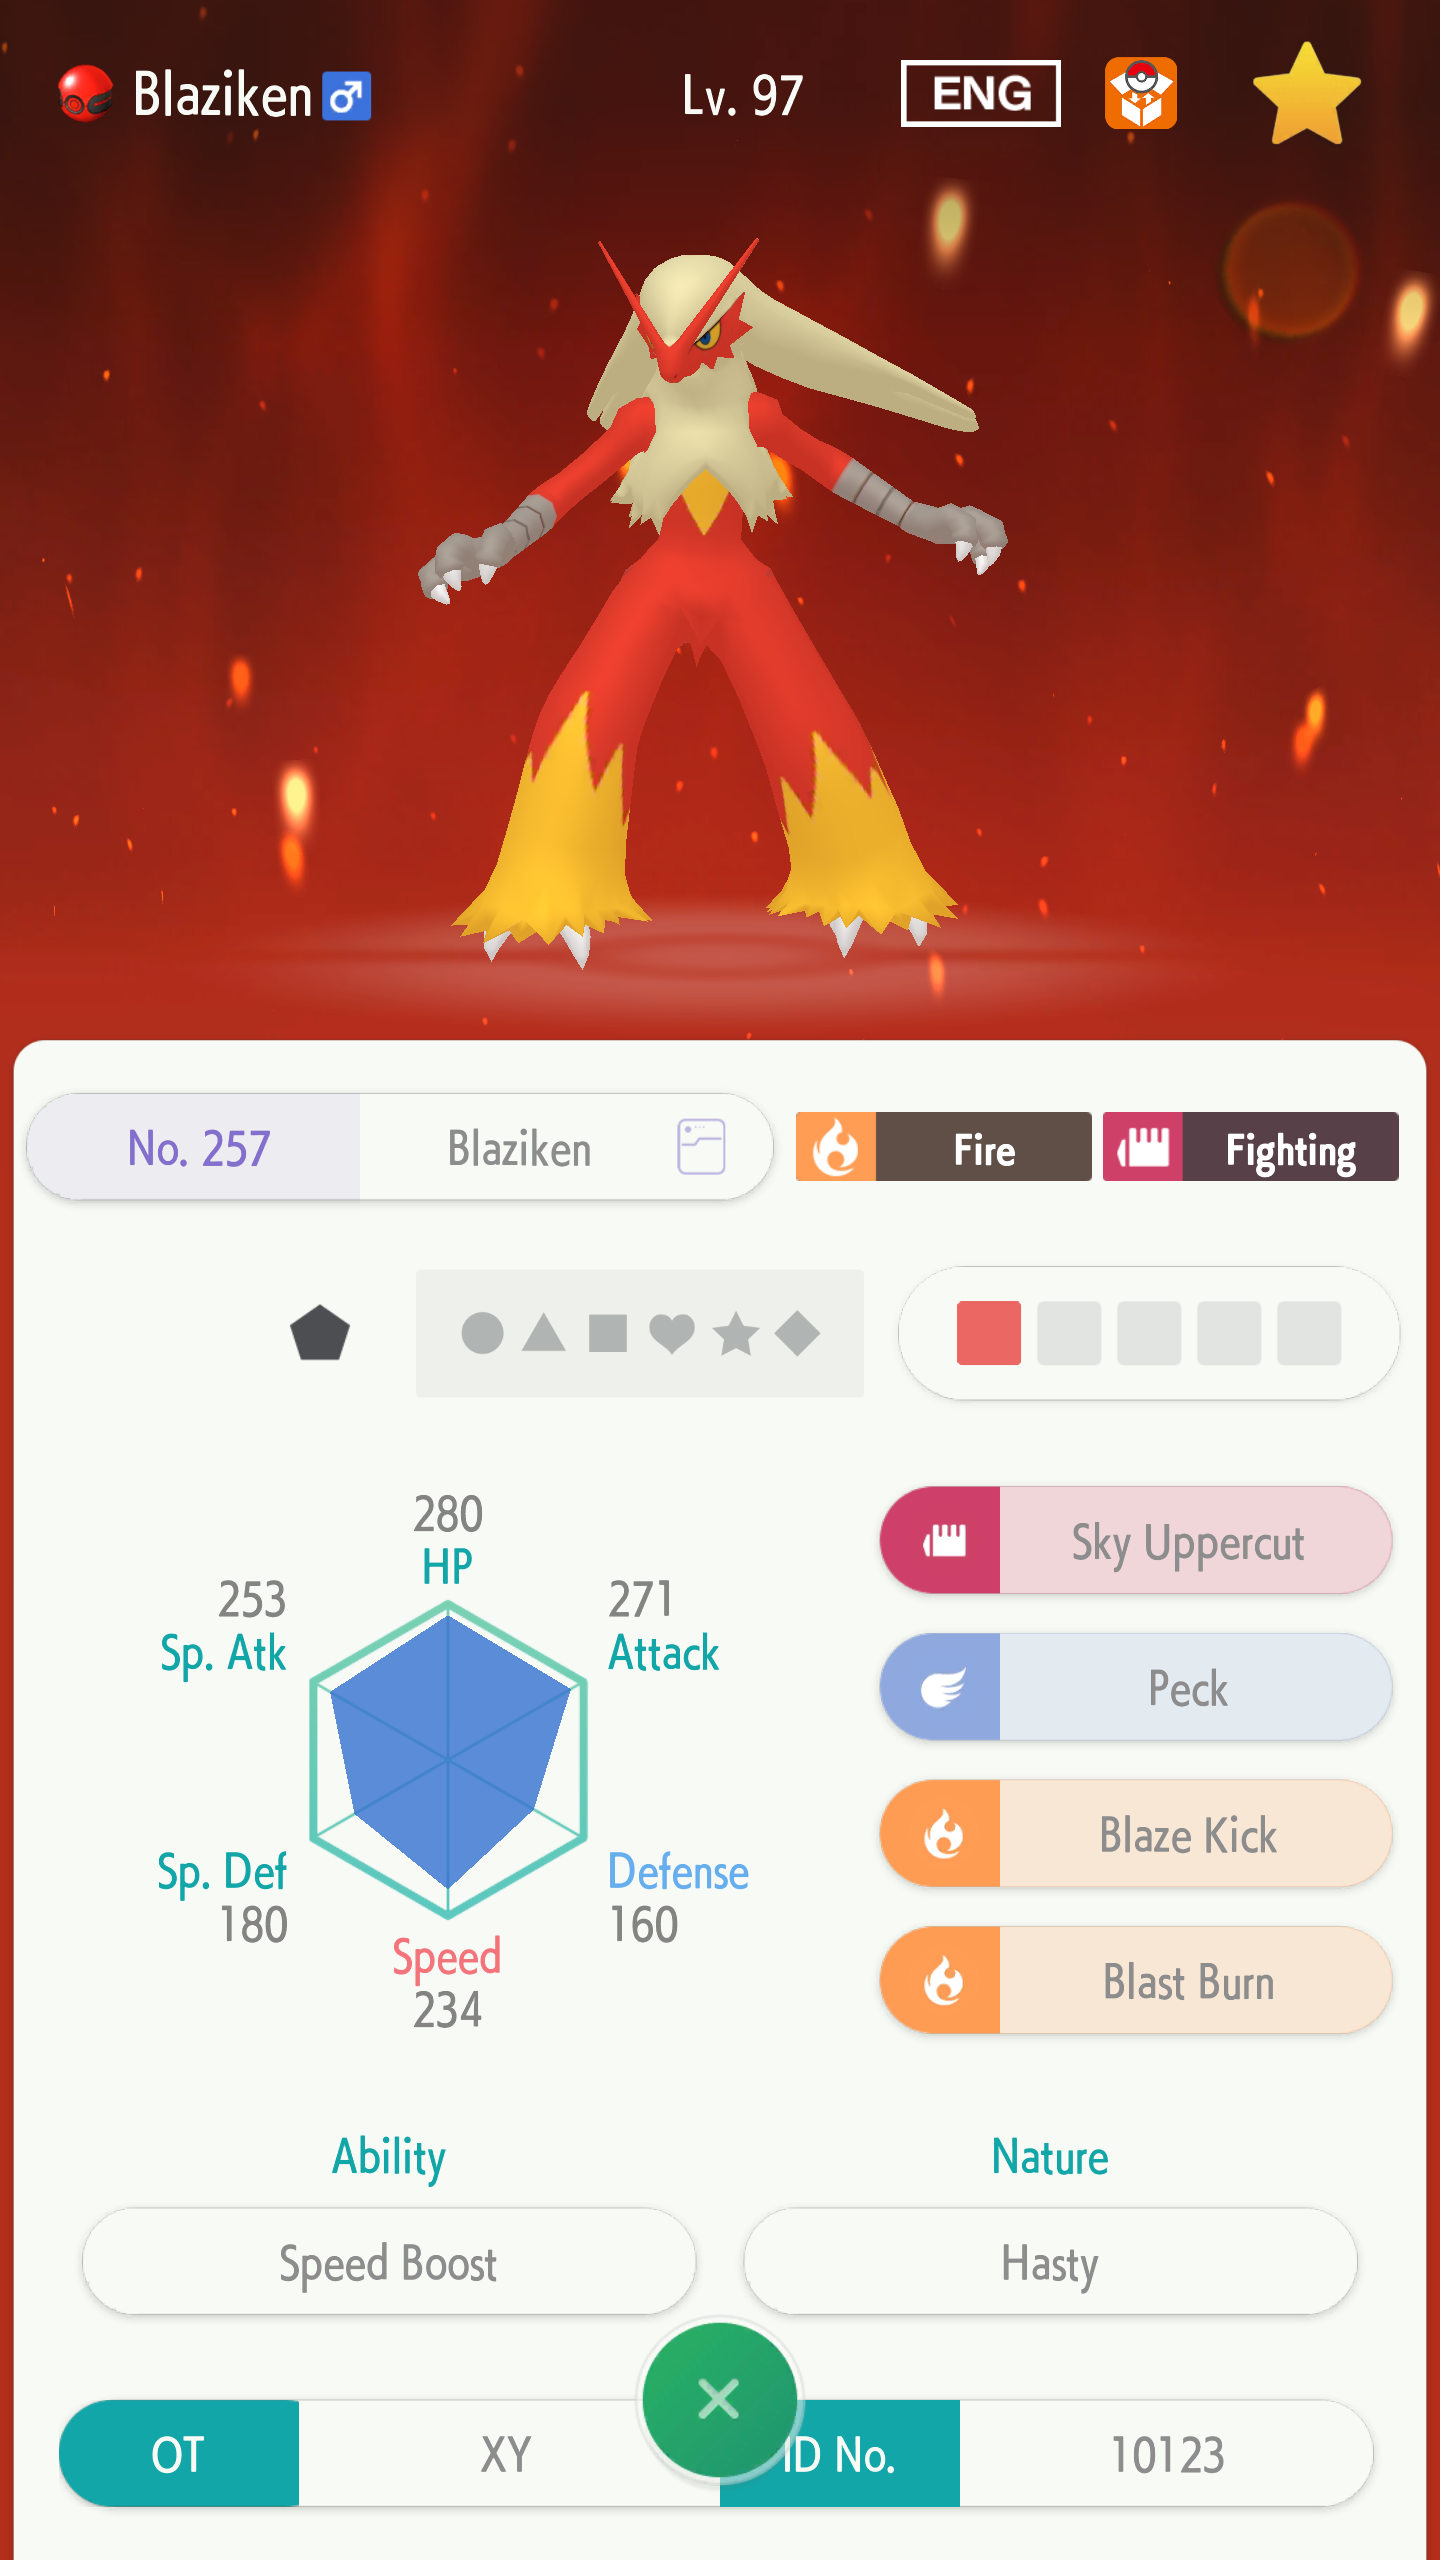 Blaziken ♂ Lv. 97 ENG
No. 257 Blaziken Fire Fighting
280
HP
253
Sp. Atk
271
Attack
Sp. Def
180
Defense
160
Speed
234
Sky Uppercut
Peck
Blaze Kick
Blast Burn
Ability
Speed Boost
Nature
Hasty
OT XY ID No. 10123